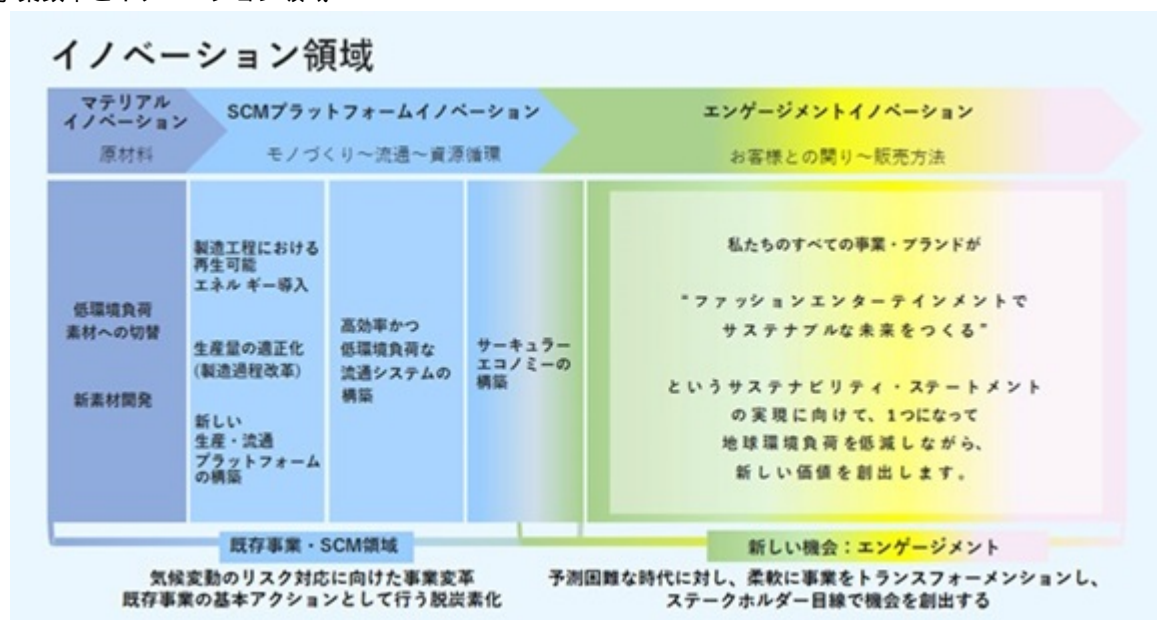 イノベーション領域
マテリアル
イノベーション
原材料
SCMプラットフォームイノベーション
モノづくり～流通～資源循環
エンゲージメントイノベーション
お客様との関り～販売方法
低環境負荷
素材への切替
新素材開発
製造工程における
再生可能
エネルギー導入
生産量の適正化
(製造過程改革)
新しい
生産・流通
プラットフォーム
の構築
高効率かつ
低環境負荷な
流通システムの
構築
サーキュラー
エコノミーの
構築
私たちのすべての事業・ブランドが
"ファッションエンターテインメントで
サステナブルな未来をつくる"
というサステナビリティ・ステートメント
の実現に向けて、1つになって
地球環境負荷を低減しながら、
新しい価値を創出します。
既存事業・SCM領域
気候変動のリスク対応に向けた事業変革
既存事業の基本アクションとして行う脱炭素化
新しい機会：エンゲージメント
予測困難な時代に対し、柔軟に事業をトランスフォーメンションし、
ステークホルダー目線で機会を創出する